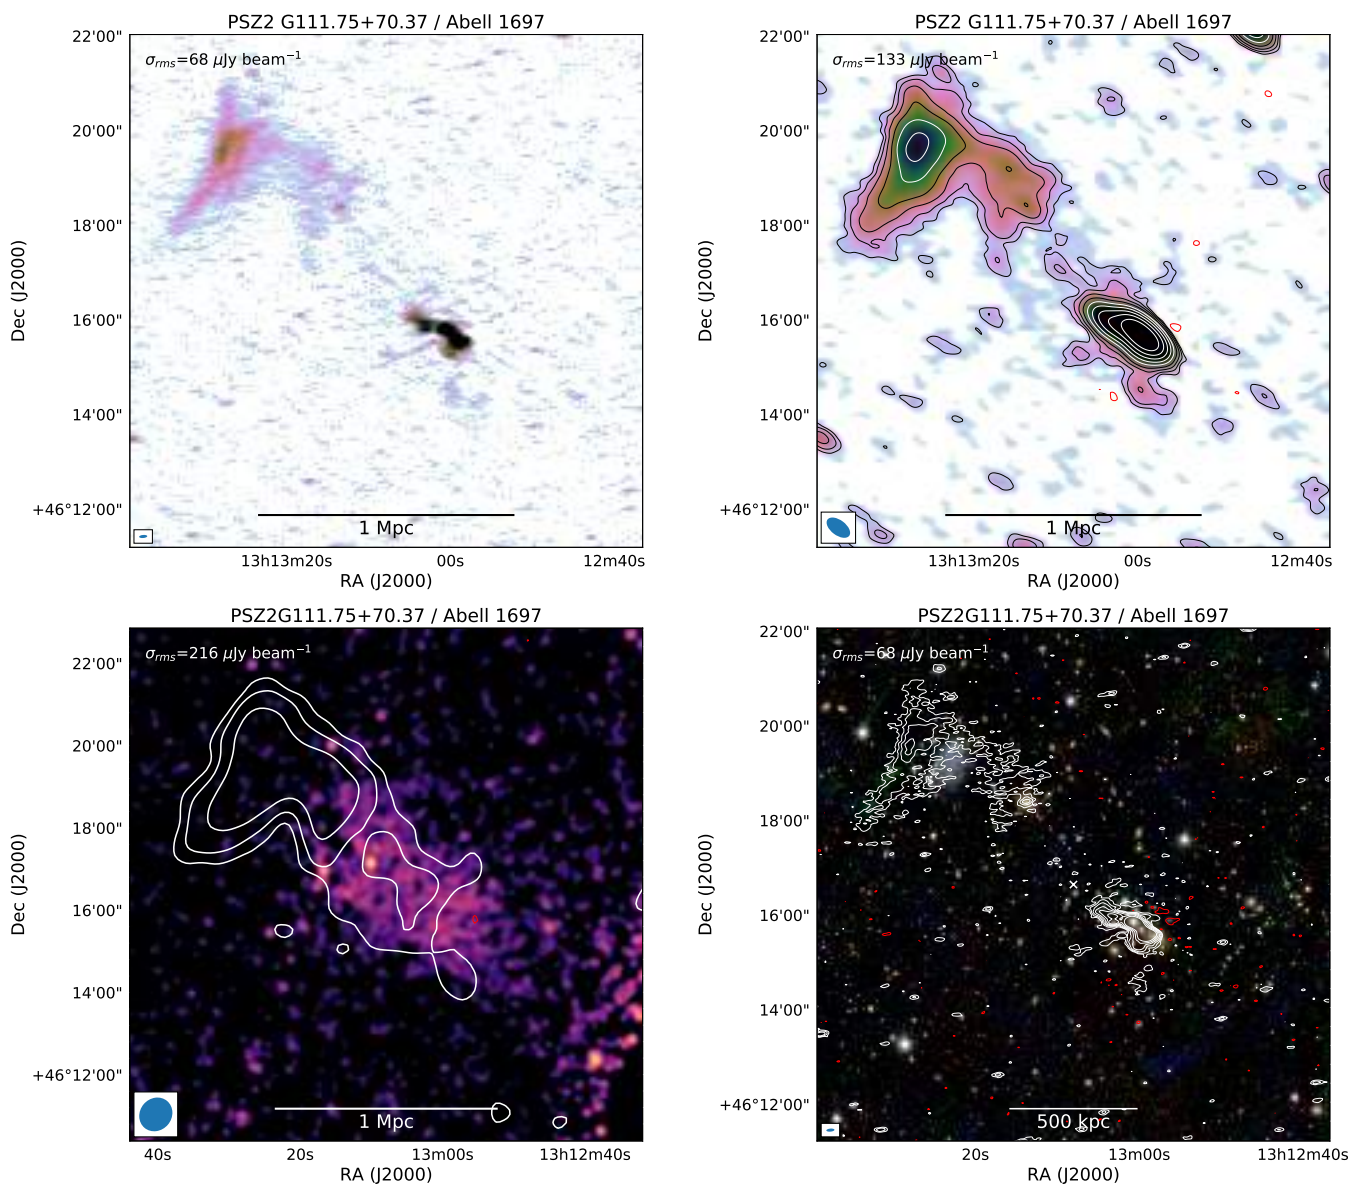 PSZ2 G111.75+70.37 / Abell 1697
σrms=68 μJy beam−1
22'00"
20'00"
18'00"
16'00"
14'00"
+46°12'00"
Dec (J2000)
1 Mpc
13h13m20s 00s 12m40s
RA (J2000)
PSZ2 G111.75+70.37 / Abell 1697
σrms=133 μJy beam−1
22'00"
20'00"
18'00"
16'00"
14'00"
+46°12'00"
Dec (J2000)
1 Mpc
13h13m20s 00s 12m40s
RA (J2000)
PSZ2G111.75+70.37 / Abell 1697
σrms=216 μJy beam−1
22'00"
20'00"
18'00"
16'00"
14'00"
+46°12'00"
Dec (J2000)
1 Mpc
40s 20s 13m00s 13h12m40s
RA (J2000)
PSZ2G111.75+70.37 / Abell 1697
σrms=68 μJy beam−1
22'00"
20'00"
18'00"
16'00"
14'00"
+46°12'00"
Dec (J2000)
500 kpc
20s 13m00s 13h12m40s
RA (J2000)